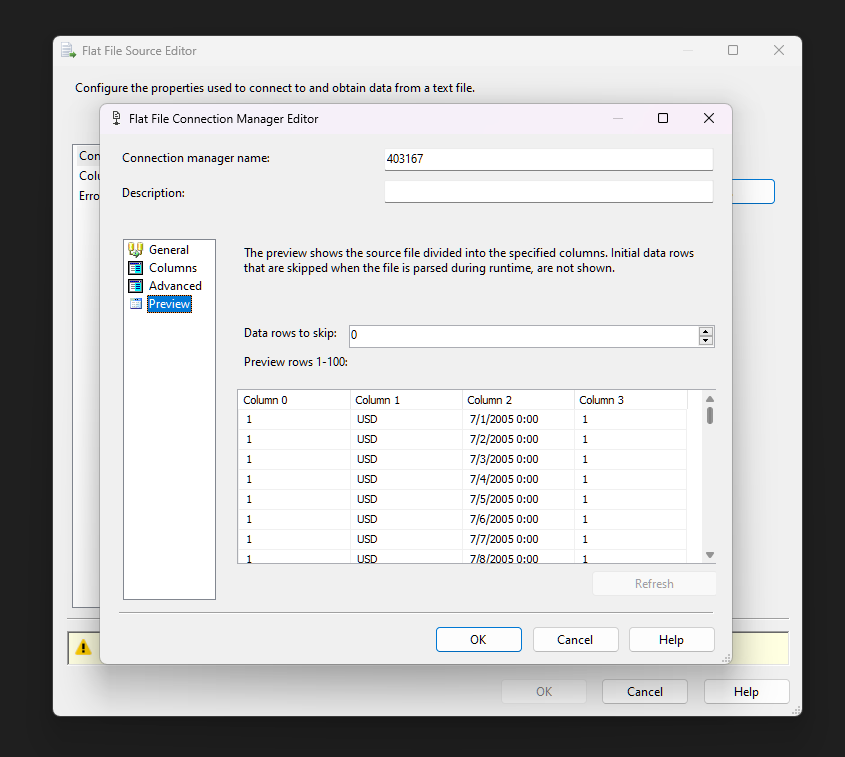 Flat File Source Editor
Configure the properties used to connect to and obtain data from a text file.
Flat File Connection Manager Editor
Connection manager name: 403167
Description:
General
Columns
Advanced
Preview
The preview shows the source file divided into the specified columns. Initial data rows
that are skipped when the file is parsed during runtime, are not shown.
Data rows to skip: 0
Preview rows 1-100:
Column 0 Column 1 Column 2 Column 3
1 USD 7/1/2005 0:00 1
1 USD 7/2/2005 0:00 1
1 USD 7/3/2005 0:00 1
1 USD 7/4/2005 0:00 1
1 USD 7/5/2005 0:00 1
1 USD 7/6/2005 0:00 1
1 USD 7/7/2005 0:00 1
1 USD 7/8/2005 0:00 1
Refresh
OK Cancel Help
OK Cancel Help